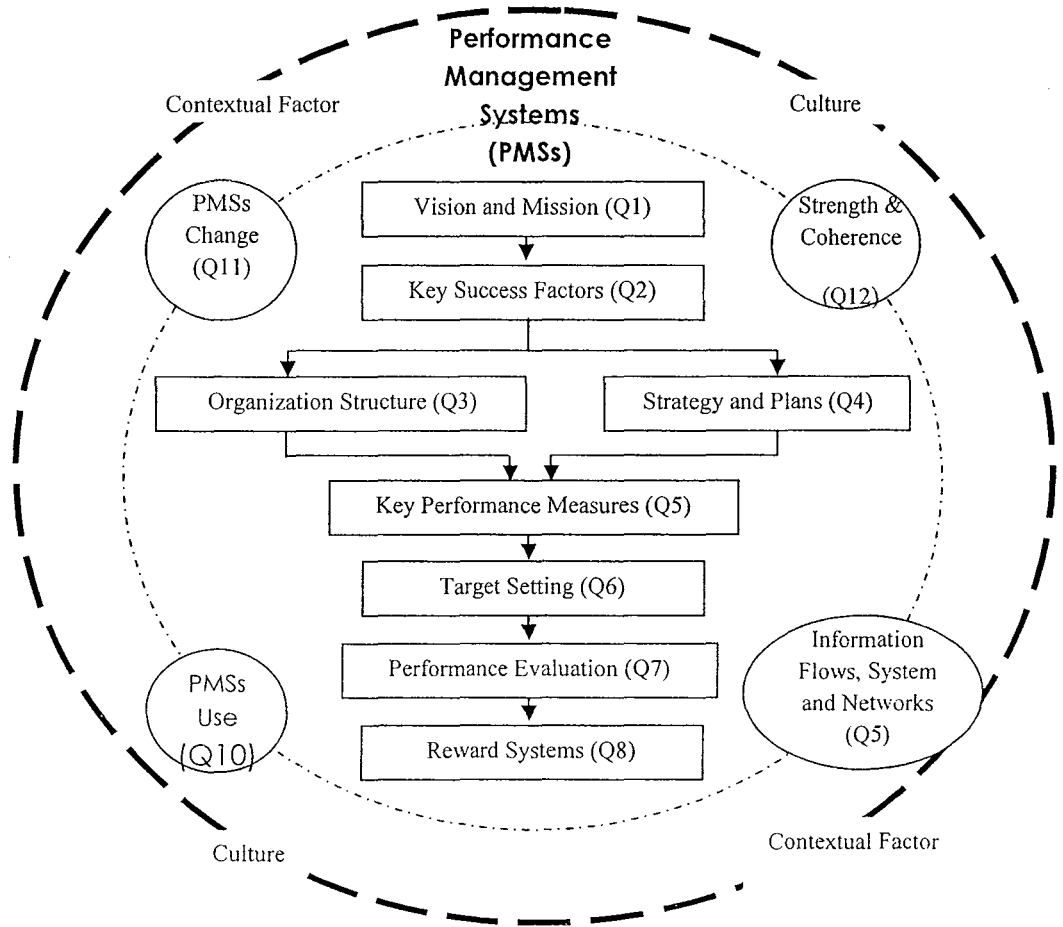 Performance
Management
Systems
(PMSs)
Contextual Factor
Culture
PMSs
Change
(Q11)
Vision and Mission (Q1)
Strength &
Coherence
(Q12)
Key Success Factors (Q2)
Organization Structure (Q3)
Strategy and Plans (Q4)
Key Performance Measures (Q5)
Target Setting (Q6)
Performance Evaluation (Q7)
Reward Systems (Q8)
PMSs
Use
(Q10)
Information
Flows, System
and Networks
(Q5)
Culture
Contextual Factor